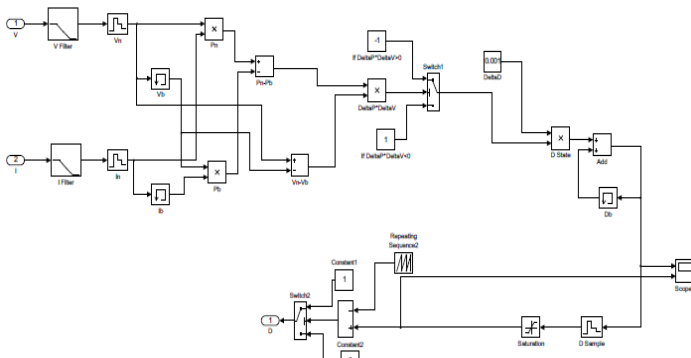 1
V
V Filter
Vn
Vb
x
Pn
+
-
Pn-Pb
-1
If DeltaP*DeltaV>0
Switch1
x
DeltaP*DeltaV
0.001
DeltaD
1
If DeltaP*DeltaV<0
2
I
I Filter
In
Ib
x
Pb
+
-
Vn-Vb
x
D State
+
+
Add
Db
Repeating
Sequence2
Constant1
1
Switch2
1
D
Constant2
Saturation
D Sample
Scope